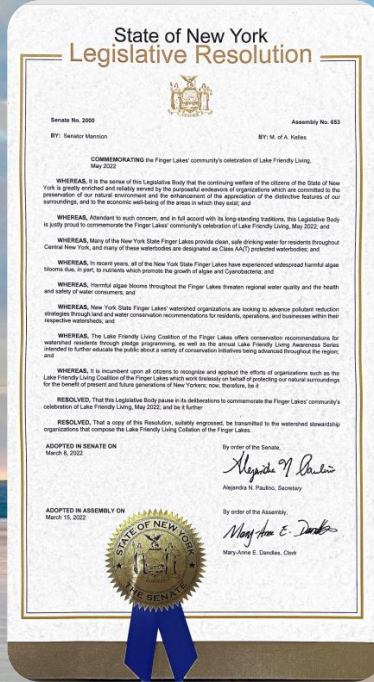 State of New York
Legislative Resolution
Senate No. 2000
Assembly No. 653
BY: Senator Mannion
BY: M. of A. Kelles
COMMEMORATING the Finger Lakes' community's celebration of Lake Friendly Living,
May 2022
WHEREAS, It is the sense of this Legislative Body that the continuing welfare of the citizens of the State of New
York is greatly enriched and reliably served by the purposeful endeavors of organizations which are committed to the
preservation of our natural environment and the enhancement of the appreciation of the distinctive features of our
surroundings, and to the economic well-being of the areas in which they exist; and
WHEREAS, Attendant to such concern, and in full accord with its long-standing traditions, this Legislative Body
is justly proud to commemorate the Finger Lakes' community's celebration of Lake Friendly Living, May 2022; and
WHEREAS, Many of the New York State Finger Lakes provide clean, safe drinking water for residents throughout
Central New York, and many of these waterbodies are designated as Class AA(T) protected waterbodies; and
WHEREAS, In recent years, all of the New York State Finger Lakes have experienced widespread harmful algae
blooms due, in part, to nutrients which promote the growth of algae and Cyanobacteria; and
WHEREAS, Harmful algae blooms throughout the Finger Lakes threaten regional water quality and the health
and safety of water consumers; and
WHEREAS, New York State Finger Lakes' watershed organizations are looking to advance pollutant reduction
strategies through land and water conservation recommendations for residents, operations, and businesses within their
respective watersheds; and
WHEREAS, The Lake Friendly Living Coalition of the Finger Lakes offers conservation recommendations for
watershed residents through pledge programing, as well as the annual Lake Friendly Living Awareness Series
intended to further educate the public about a variety of conservation initiatives being advanced throughout the region;
and
WHEREAS, It is incumbent upon all citizens to recognize and applaud the efforts of organizations such as the
Lake Friendly Living Coalition of the Finger Lakes which work tirelessly on behalf of protecting our natural surroundings
for the benefit of present and future generations of New Yorkers; now, therefore, be it
RESOLVED, That this Legislative Body pause in its deliberations to commemorate the Finger Lakes' community's
celebration of Lake Friendly Living, May 2022; and be it further
RESOLVED, That a copy of this Resolution, suitably engrossed, be transmitted to the watershed stewardship
organizations that compose the Lake Friendly Living Collation of the Finger Lakes.
ADOPTED IN SENATE ON
March 8, 2022
By order of the Senate,
Alejandra N Paulino
Alejandra N. Paulino, Secretary
ADOPTED IN ASSEMBLY ON
March 15, 2022
By order of the Assembly,
Mary-Anne E. Dandles
Mary-Anne E. Dandles, Clerk
STATE OF NEW YORK
THE SENATE